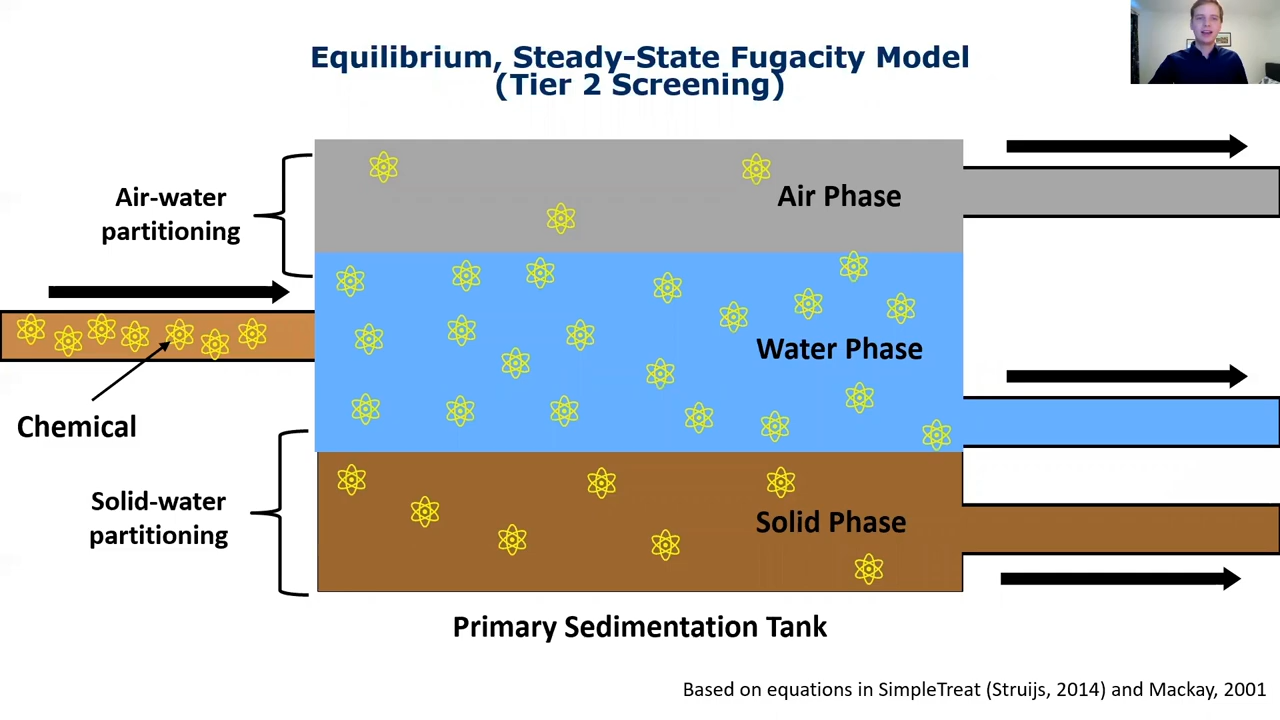 Equilibrium, Steady-State Fugacity Model
(Tier 2 Screening)
Air-water
partitioning
Air Phase
Water Phase
Chemical
Solid-water
partitioning
Solid Phase
Primary Sedimentation Tank
Based on equations in SimpleTreat (Struijs, 2014) and Mackay, 2001